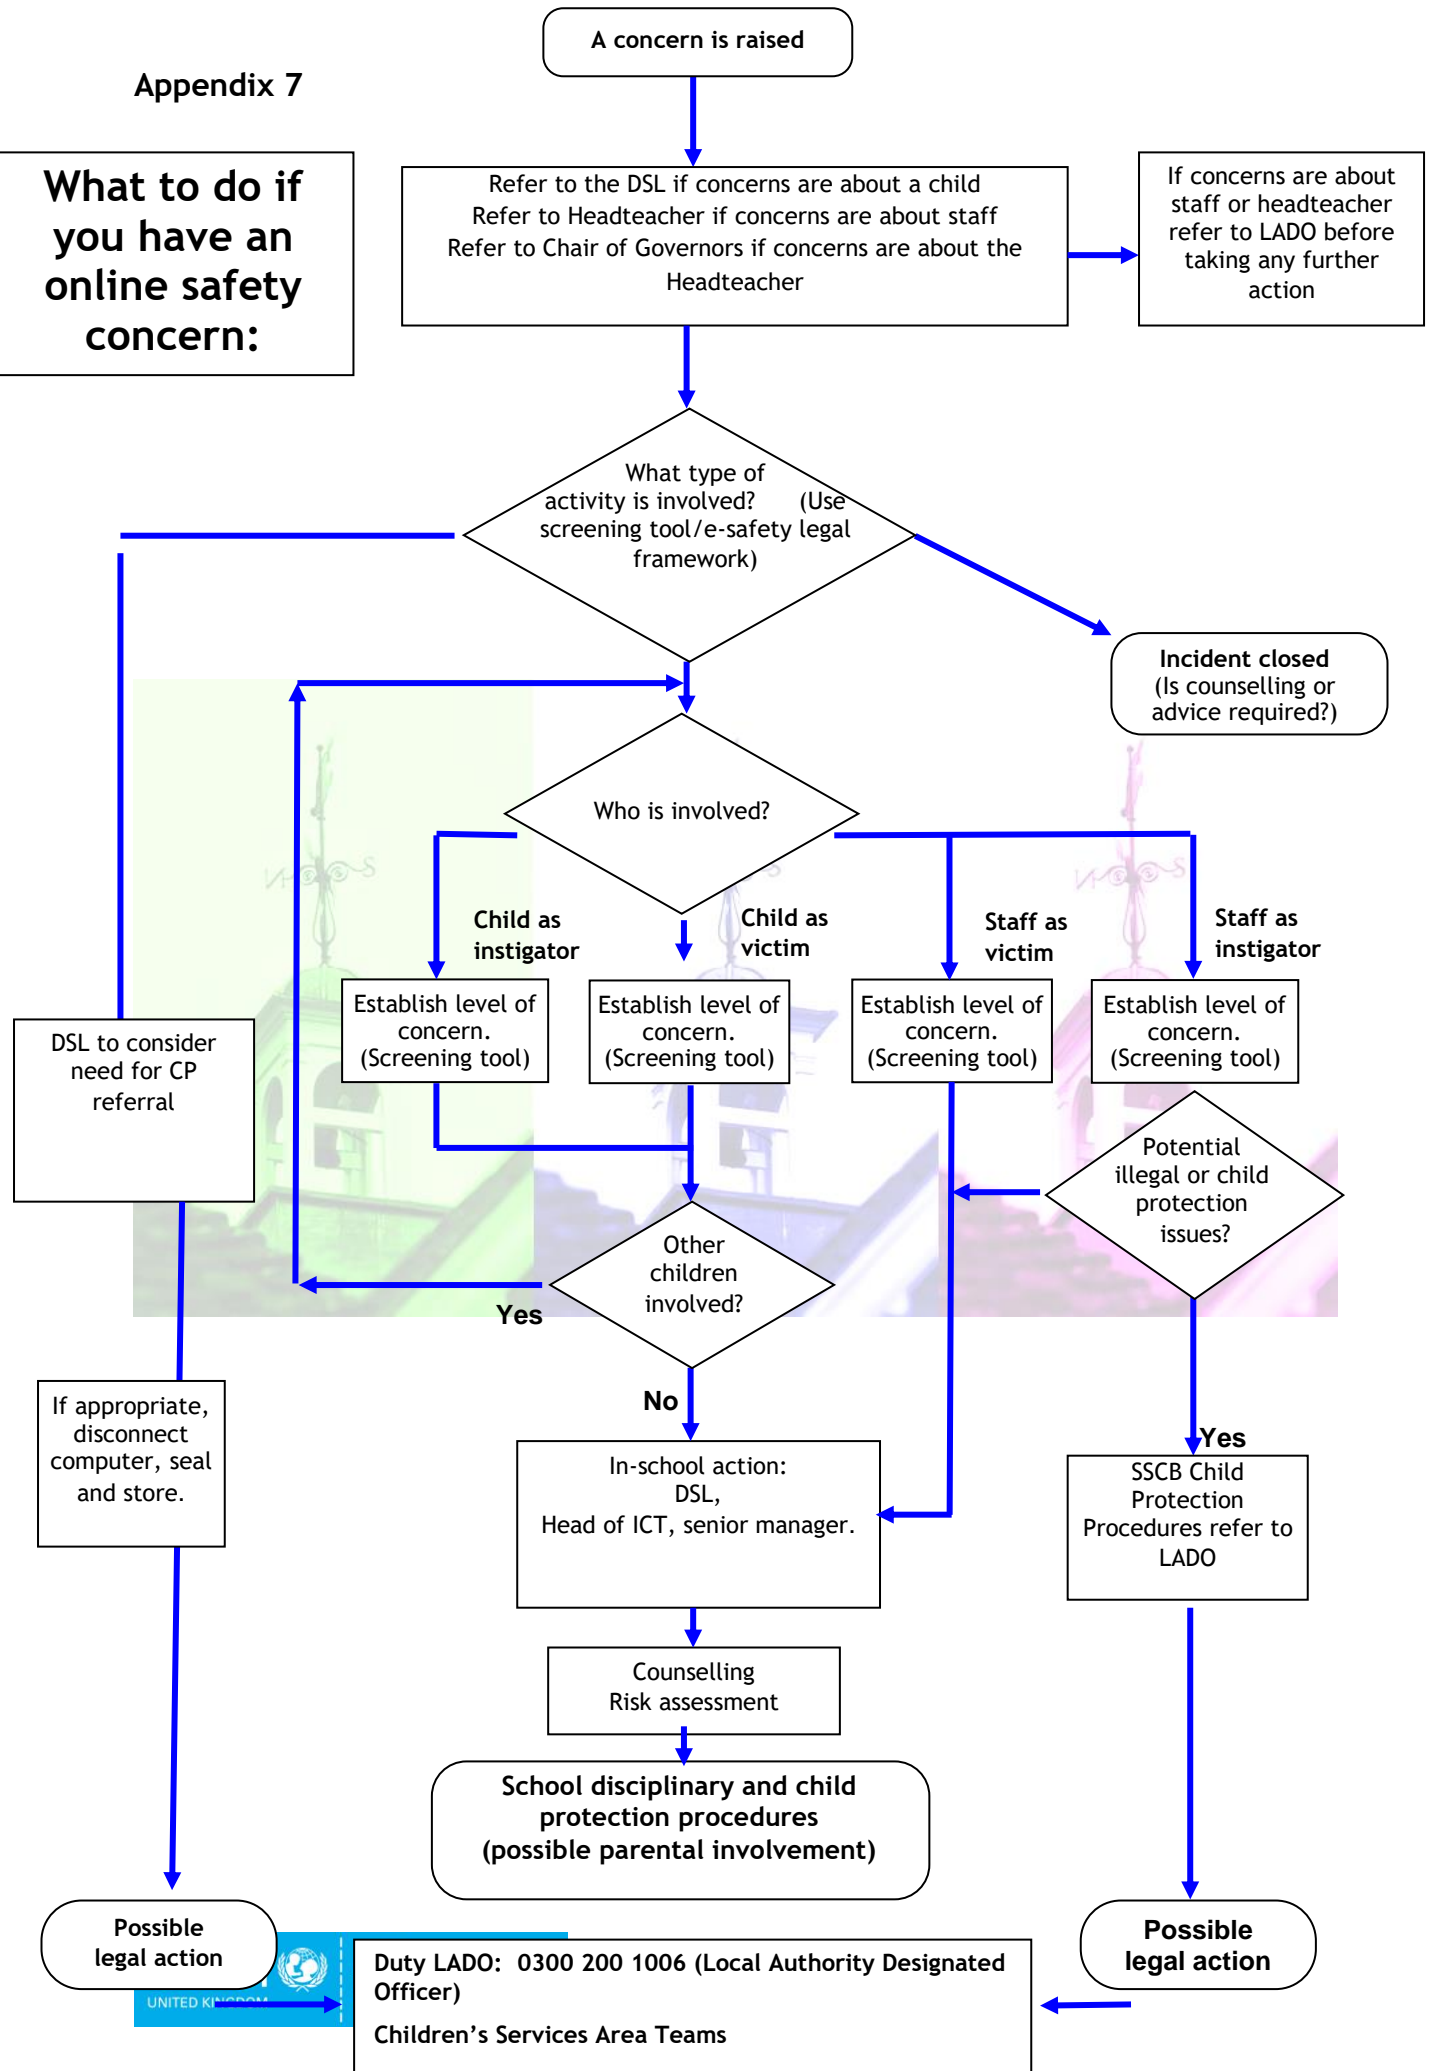 A concern is raised
Appendix 7
What to do if
you have an
online safety
concern:
Refer to the DSL if concerns are about a child
Refer to Headteacher if concerns are about staff
Refer to Chair of Governors if concerns are about the
Headteacher
If concerns are about
staff or headteacher
refer to LADO before
taking any further
action
What type of
activity is involved? (Use
screening tool/e-safety legal
framework)
Incident closed
(Is counselling or
advice required?)
Who is involved?
Child as
instigator
Child as
victim
Staff as
victim
Staff as
instigator
Establish level of
concern.
(Screening tool)
Establish level of
concern.
(Screening tool)
Establish level of
concern.
(Screening tool)
Establish level of
concern.
(Screening tool)
DSL to consider
need for CP
referral
Potential
illegal or child
protection
issues?
Other
children
involved?
Yes
No
If appropriate,
disconnect
computer, seal
and store.
In-school action:
DSL,
Head of ICT, senior manager.
Yes
SSCB Child
Protection
Procedures refer to
LADO
Counselling
Risk assessment
School disciplinary and child
protection procedures
(possible parental involvement)
Possible
legal action
Possible
legal action
UNITED KINGDOM
Duty LADO: 0300 200 1006 (Local Authority Designated
Officer)
Children's Services Area Teams